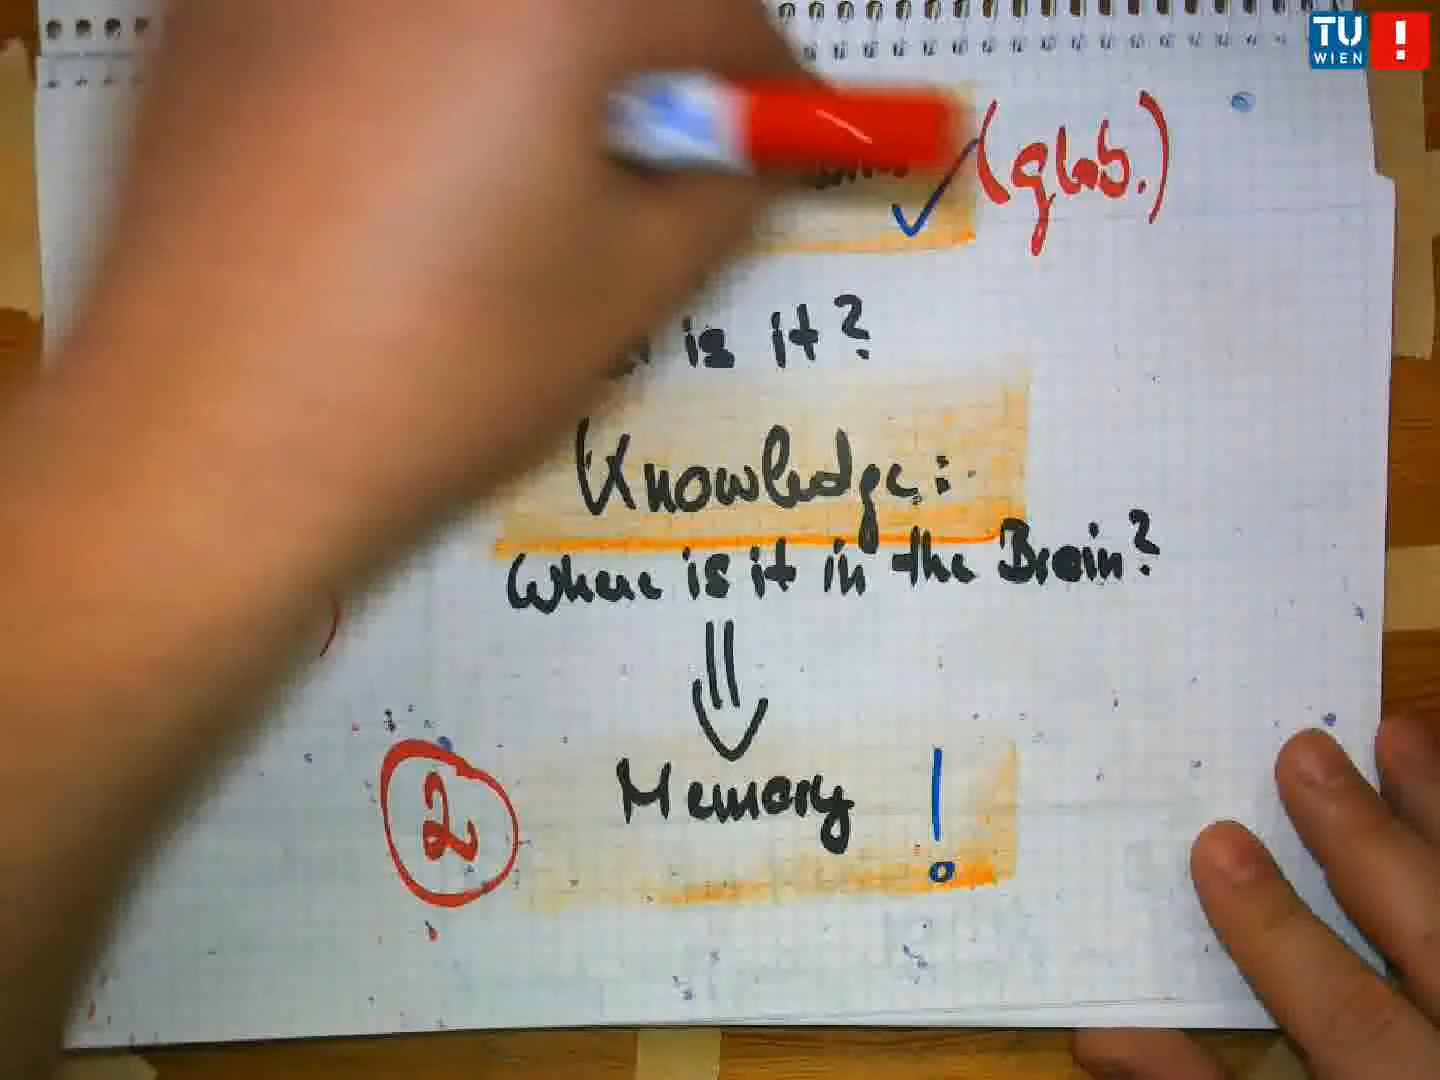 TU
WIEN
!
(glob.)
is it?
Knowledge:
Where is it in the Brain?
Memory !
2